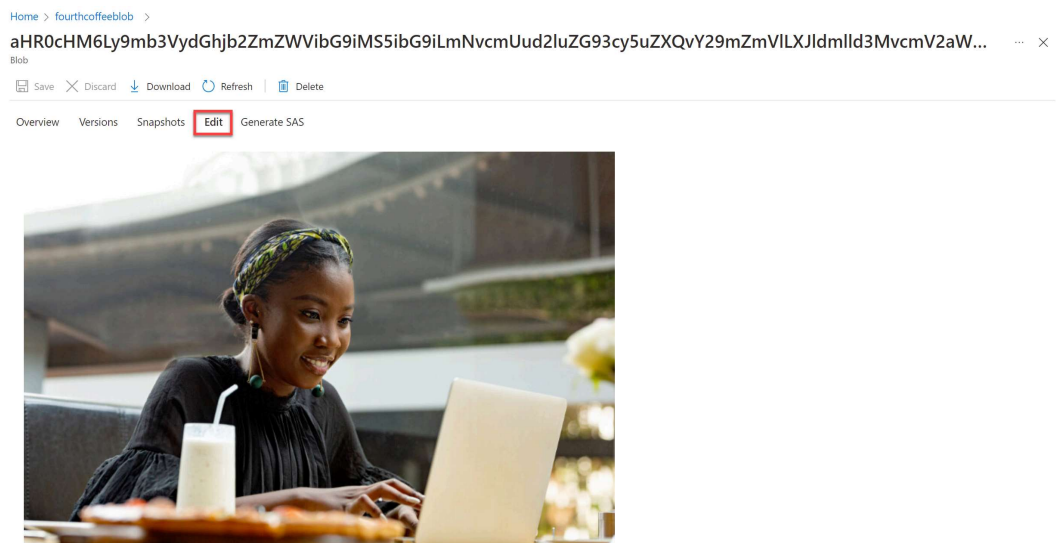 Home > fourthcoffeeblob >
aHR0cHM6Ly9mb3VydGhjb2ZmZWVibG9iMS5ibG9iLmNvcmUud2luZG93cy5uZXQvY29mZmVlLXJldmlld3MvcmV2aW... ...
Blob
Save Discard Download Refresh Delete
Overview Versions Snapshots Edit Generate SAS